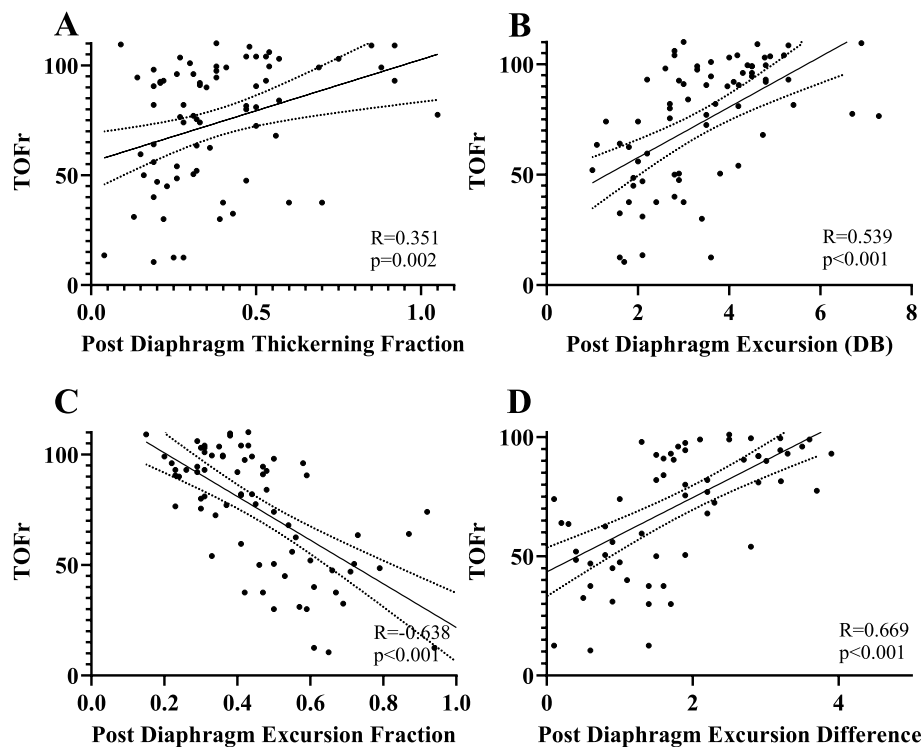 A
TOFr
100
50
0
0.0
0.5
1.0
R=0.351
p=0.002
Post Diaphragm Thickerning Fraction
B
TOFr
100
50
0
0
2
4
6
8
R=0.539
p<0.001
Post Diaphragm Excursion (DB)
C
TOFr
100
50
0
0.0
0.2
0.4
0.6
0.8
1.0
R=-0.638
p<0.001
Post Diaphragm Excursion Fraction
D
TOFr
100
50
0
0
2
4
R=0.669
p<0.001
Post Diaphragm Excursion Difference